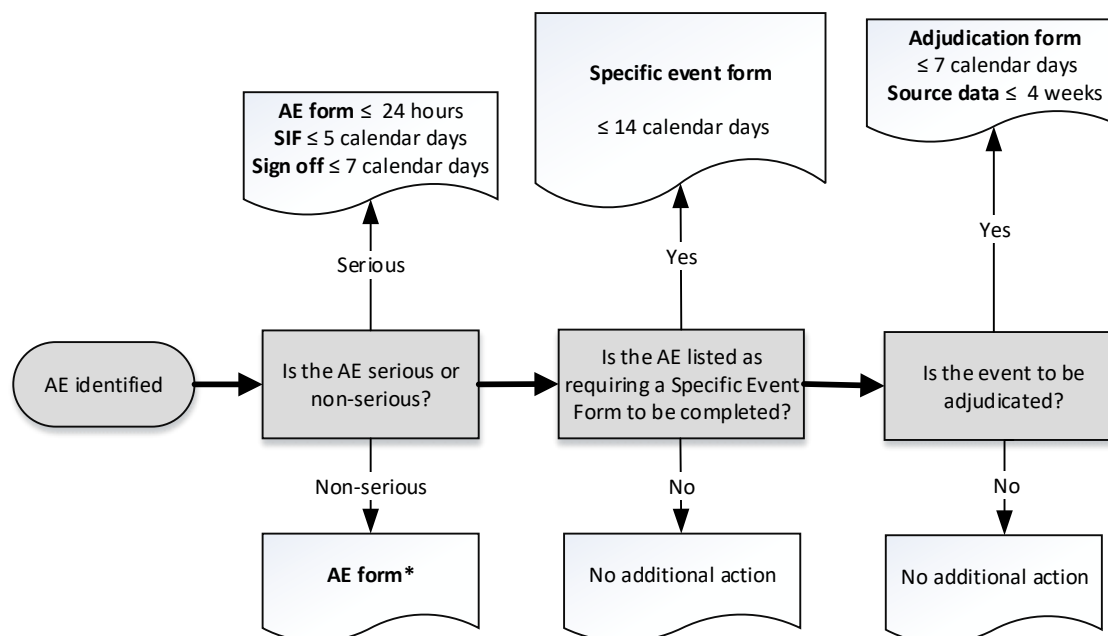 AE form ≤ 24 hours
SIF ≤ 5 calendar days
Sign off ≤ 7 calendar days
Specific event form
≤ 14 calendar days
Adjudication form
≤ 7 calendar days
Source data ≤ 4 weeks
Serious
Yes
Yes
AE identified
Is the AE serious or
non-serious?
Is the AE listed as
requiring a Specific Event
Form to be completed?
Is the event to be
adjudicated?
Non-serious
No
No
AE form*
No additional action
No additional action